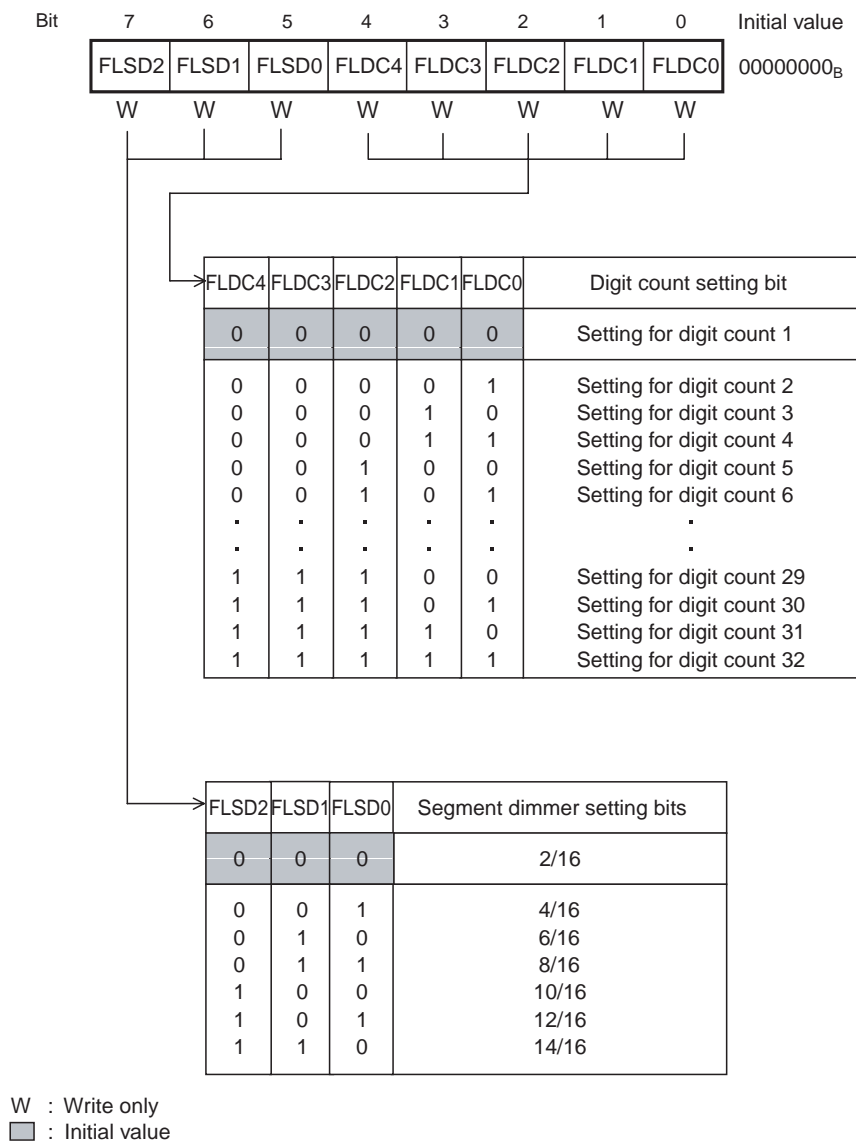 Bit 7 6 5 4 3 2 1 0 Initial value
FLSD2 FLSD1 FLSD0 FLDC4 FLDC3 FLDC2 FLDC1 FLDC0 00000000B
W W W W W W W W
FLDC4 FLDC3 FLDC2 FLDC1 FLDC0 Digit count setting bit
0 0 0 0 0 Setting for digit count 1
0 0 0 0 1 Setting for digit count 2
0 0 0 1 0 Setting for digit count 3
0 0 0 1 1 Setting for digit count 4
0 0 1 0 0 Setting for digit count 5
0 0 1 0 1 Setting for digit count 6
. . . . . .
. . . . . .
1 1 1 0 0 Setting for digit count 29
1 1 1 0 1 Setting for digit count 30
1 1 1 1 0 Setting for digit count 31
1 1 1 1 1 Setting for digit count 32
FLSD2 FLSD1 FLSD0 Segment dimmer setting bits
0 0 0 2/16
0 0 1 4/16
0 1 0 6/16
0 1 1 8/16
1 0 0 10/16
1 0 1 12/16
1 1 0 14/16
W : Write only
: Initial value